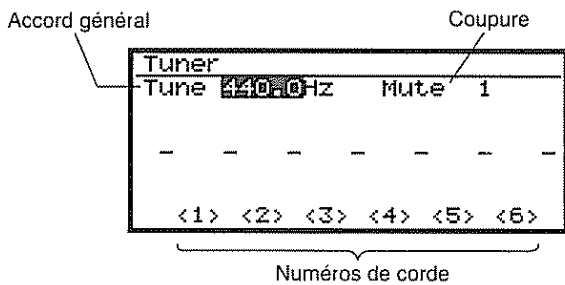 Accord général
Coupure
Tuner
Tune 440.0Hz Mute 1
– – – – – – –
<1> <2> <3> <4> <5> <6>
Numéros de corde